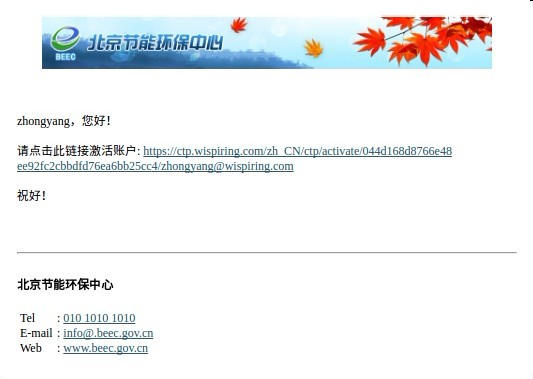 北京节能环保中心
BEEC
zhongyang，您好！
请点击此链接激活账户: https://ctp.wispiring.com/zh_CN/ctp/activate/044d168d8766e48
ee92fc2cbbdfd76ea6bb25cc4/zhongyang@wispiring.com
祝好！
北京节能环保中心
Tel : 010 1010 1010
E-mail : info@.beec.gov.cn
Web : www.beec.gov.cn